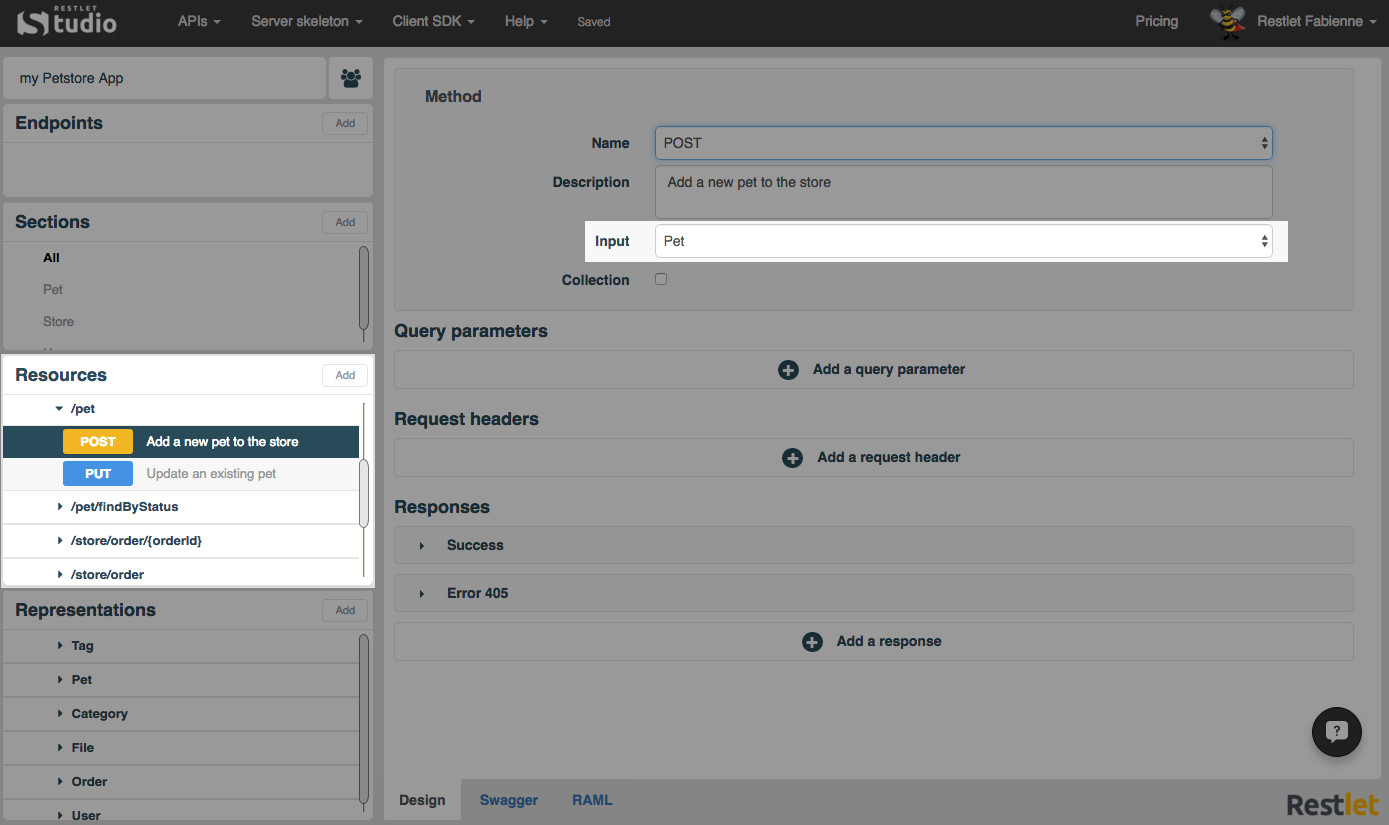 RESTLET
Studio
APIs
Server skeleton
Client SDK
Help
Saved
Pricing
Restlet Fabienne
my Petstore App
Endpoints
Add
Sections
Add
All
Pet
Store
Resources
Add
/pet
POST Add a new pet to the store
PUT Update an existing pet
/pet/findByStatus
/store/order/{orderId}
/store/order
Representations
Add
Tag
Pet
Category
File
Order
User
Method
Name POST
Description Add a new pet to the store
Input Pet
Collection
Query parameters
Add a query parameter
Request headers
Add a request header
Responses
Success
Error 405
Add a response
?
Design
Swagger
RAML
Restlet